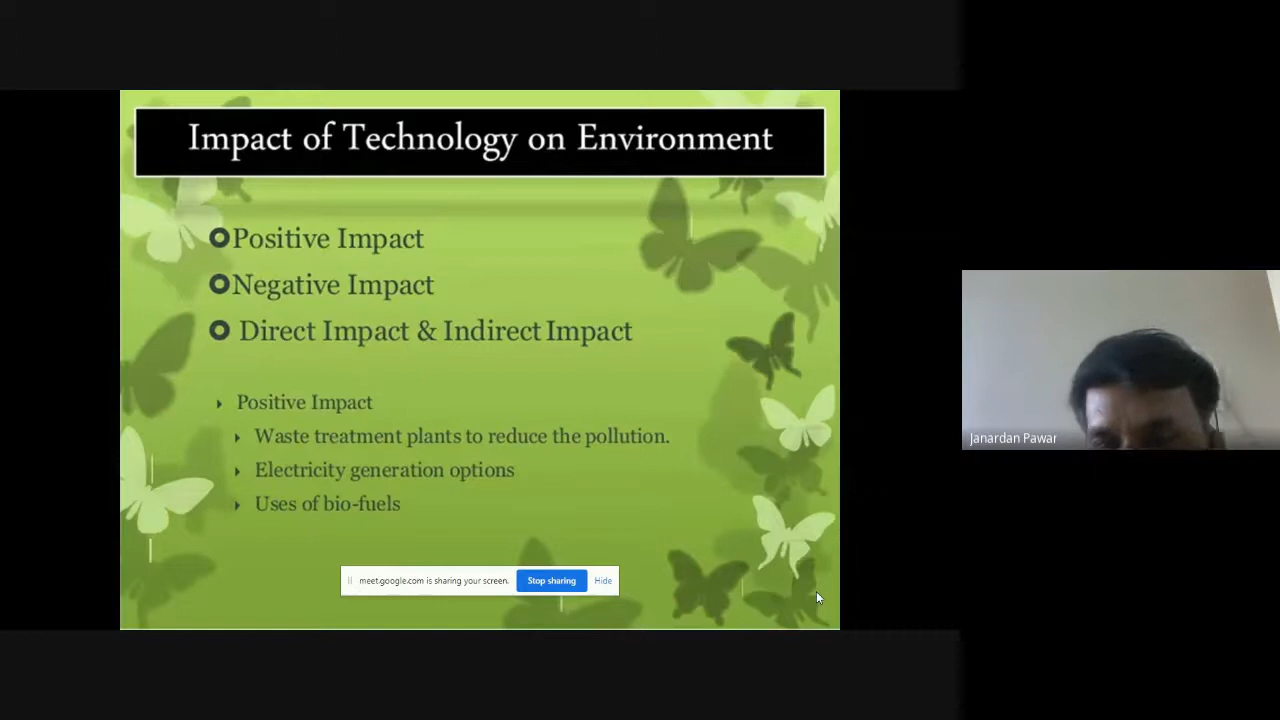 Impact of Technology on Environment
Positive Impact
Negative Impact
Direct Impact & Indirect Impact
Positive Impact
Waste treatment plants to reduce the pollution.
Electricity generation options
Uses of bio-fuels
meet.google.com is sharing your screen. Stop sharing Hide
Janardan Pawar